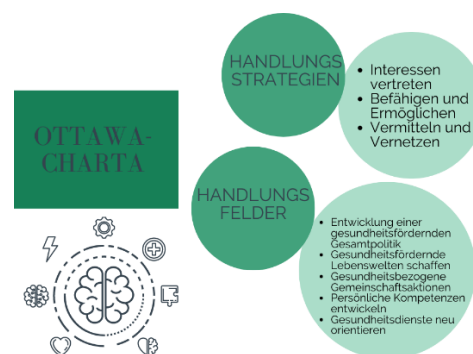 OTTAWA-
CHARTA
HANDLUNGS
STRATEGIEN
• Interessen
vertreten
• Befähigen und
Ermöglichen
• Vermitteln und
Vernetzen
HANDLUNGS
FELDER
• Entwicklung einer
gesundheitsfördernden
Gesamtpolitik
• Gesundheitsfördernde
Lebenswelten schaffen
• Gesundheitsbezogene
Gemeinschaftsaktionen
• Persönliche Kompetenzen
entwickeln
• Gesundheitsdienste neu
orientieren